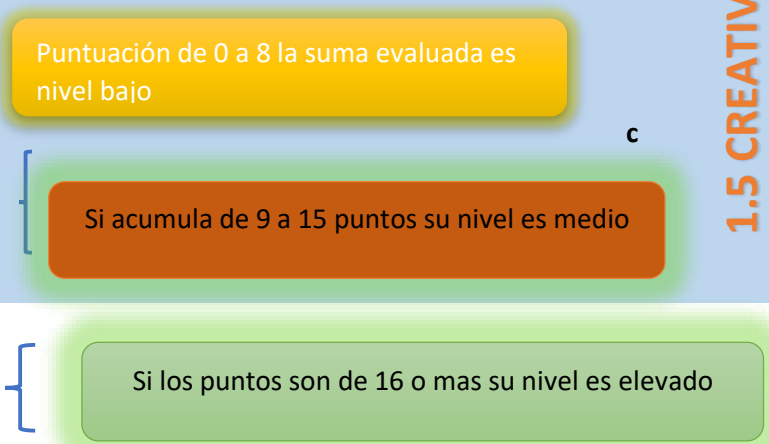 Puntuación de 0 a 8 la suma evaluada es
nivel bajo
c
1.5 CREATIV
Si acumula de 9 a 15 puntos su nivel es medio
Si los puntos son de 16 o mas su nivel es elevado